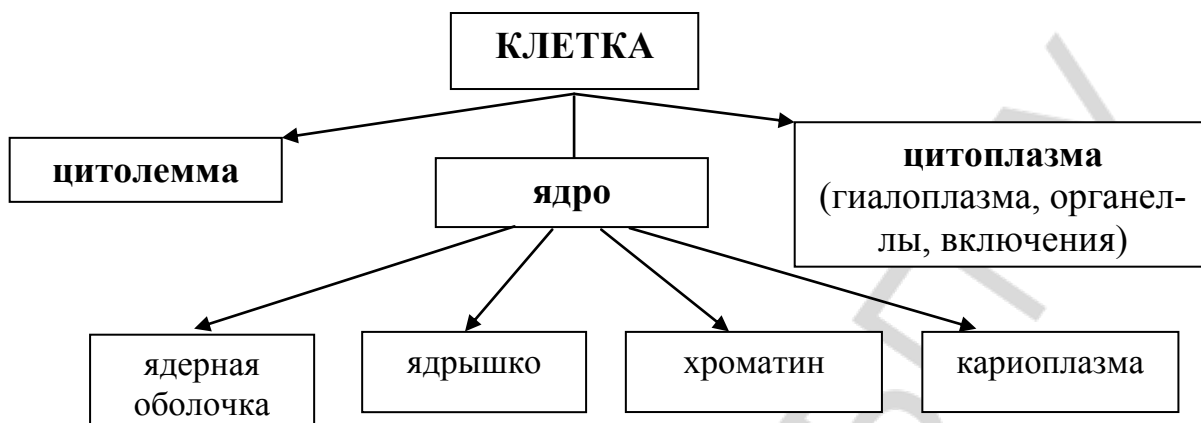 КЛЕТКА
цитолемма
ядро
цитоплазма
(гиалоплазма, органел-
лы, включения)
ядерная
оболочка
ядрышко
хроматин
кариоплазма